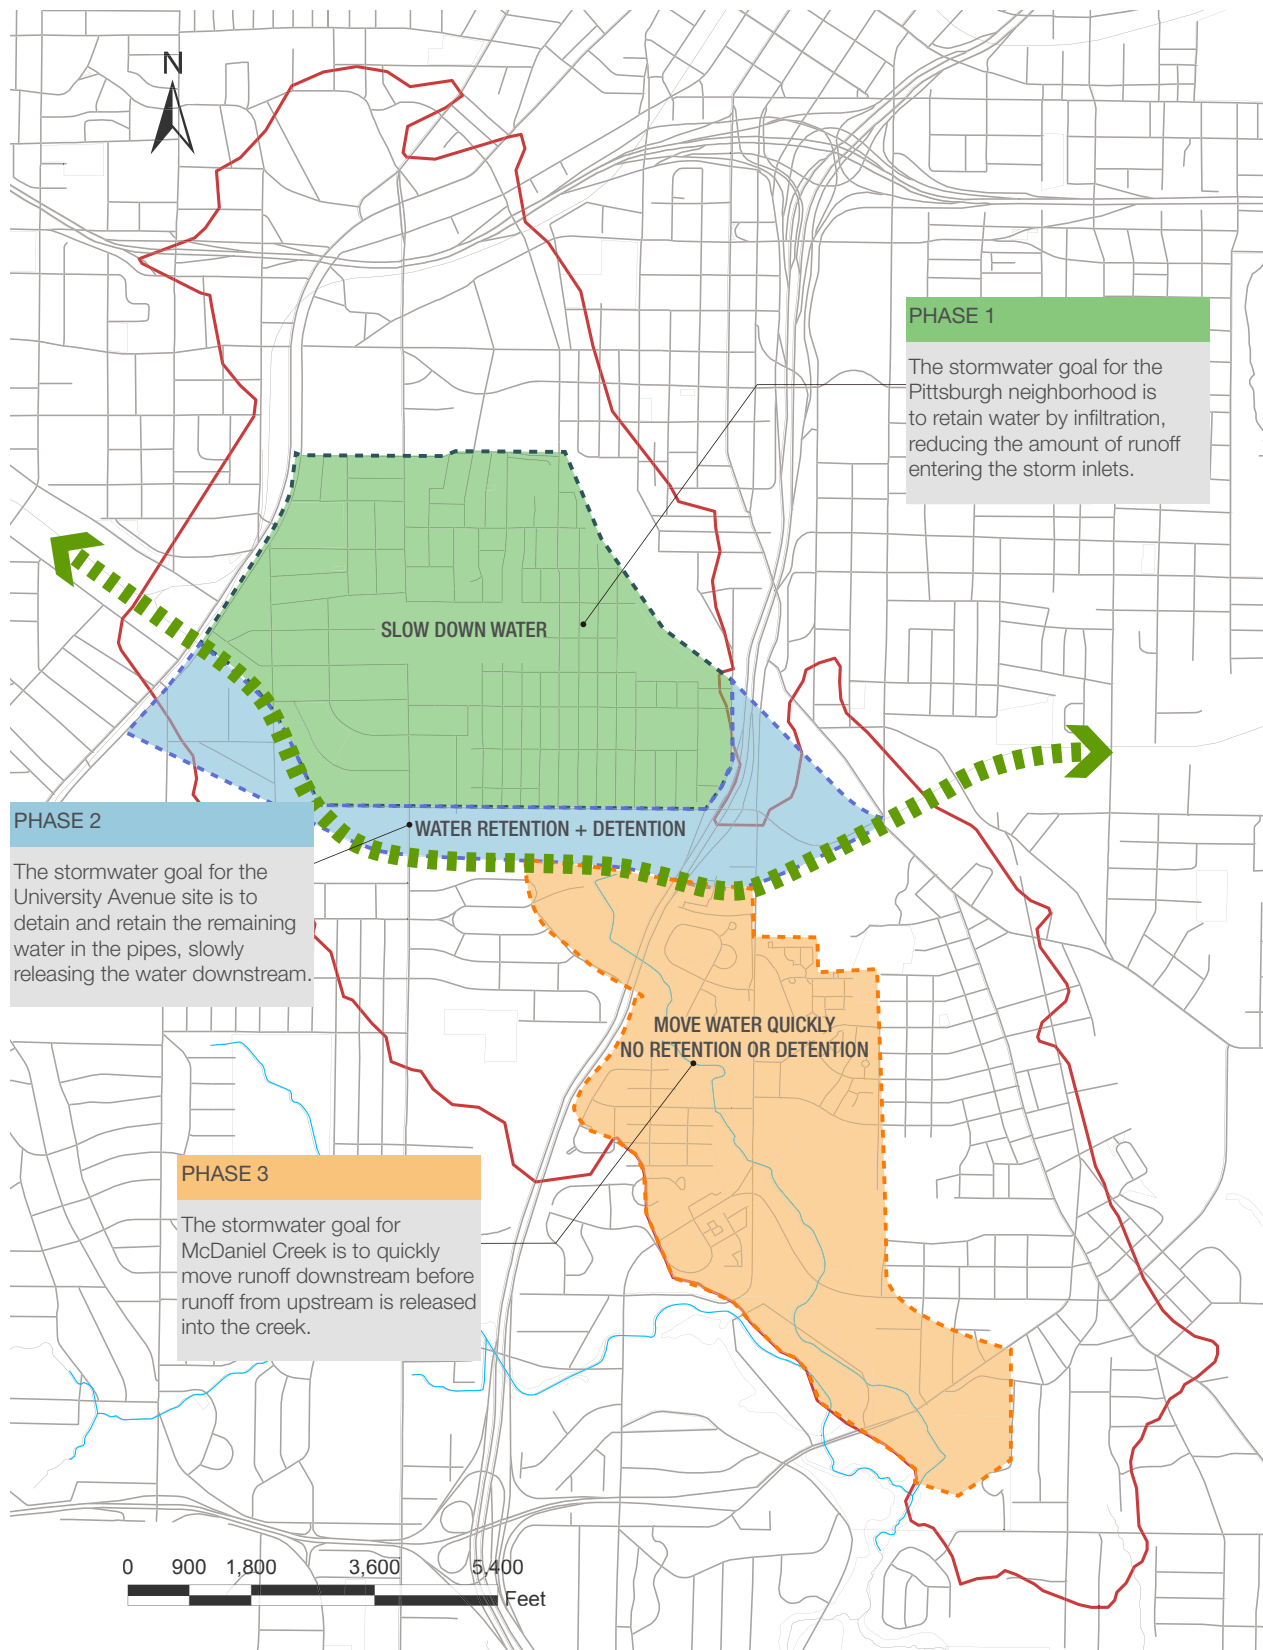 N
PHASE 1
The stormwater goal for the
Pittsburgh neighborhood is
to retain water by infiltration,
reducing the amount of runoff
entering the storm inlets.
SLOW DOWN WATER
PHASE 2
The stormwater goal for the
University Avenue site is to
detain and retain the remaining
water in the pipes, slowly
releasing the water downstream.
WATER RETENTION + DETENTION
MOVE WATER QUICKLY
NO RETENTION OR DETENTION
PHASE 3
The stormwater goal for
McDaniel Creek is to quickly
move runoff downstream before
runoff from upstream is released
into the creek.
0 900 1,800 3,600 5,400
Feet